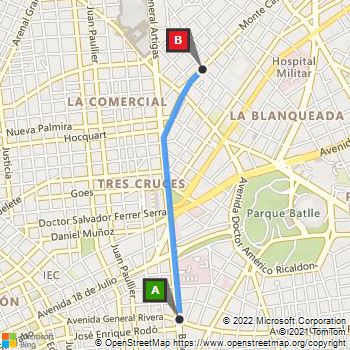 General Artigas
Juan Paullier
B
Monte Ca
Hospital
Militar
LA COMERCIAL
LA BLANQUEADA
Nueva Palmira
Hocquart
Justicia
Avenida
TRES CRUCES
Goes
Doctor Salvador Ferrer Serra
Daniel Muñoz
Avenida Doctor
Parque Batlle
Américo Ricaldoni
IEC
Juan Paullier
A
Avenida 18 de Julio
Avenida General Rivera
José Enrique Rodó
Microsoft
Bing
© 2022 Microsoft Corporation
© 2021 TomTom
© OpenStreetMap https://www.openstreetmap.org